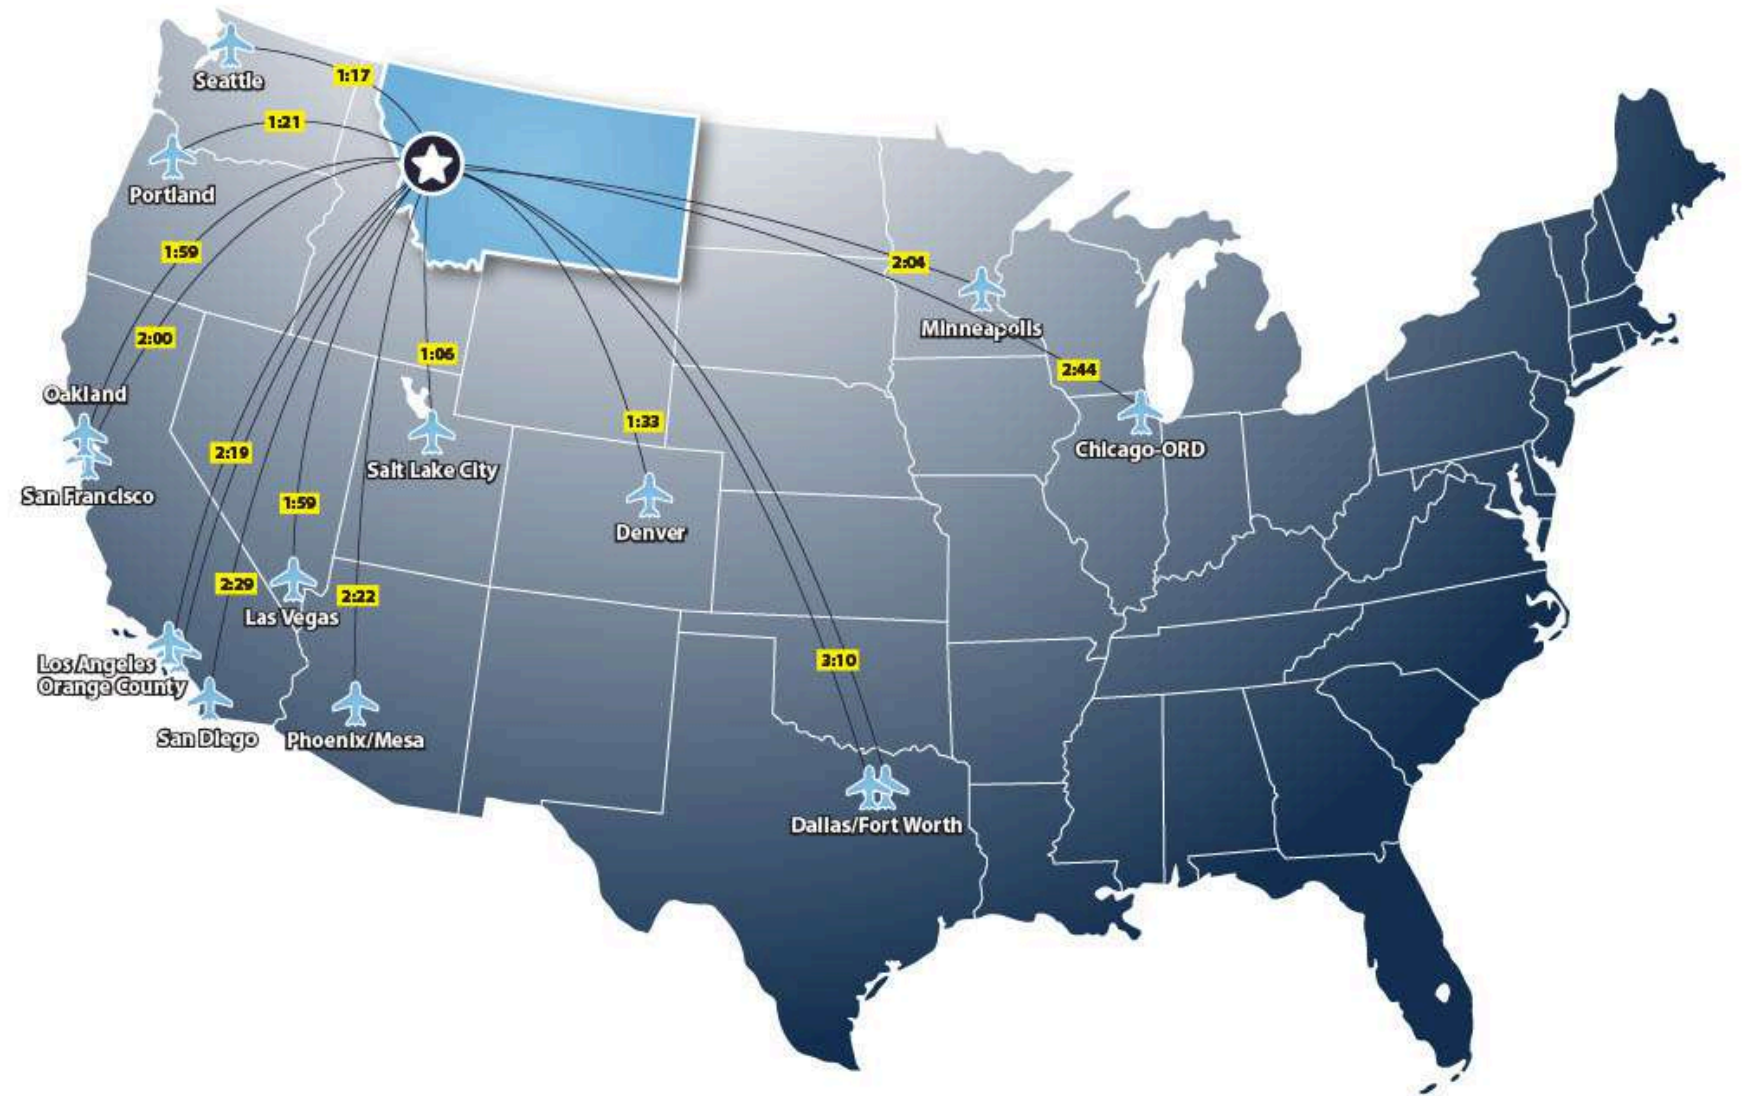 Seattle
1:17
1:21
Portland
1:59
2:04
Minneapolis
2:00
1:06
2:44
Oakland
1:33
Chicago-ORD
2:19
Salt Lake City
San Francisco
1:59
Denver
2:29
2:22
Las Vegas
3:10
Los Angeles
Orange County
San Diego
Phoenix/Mesa
Dallas/Fort Worth